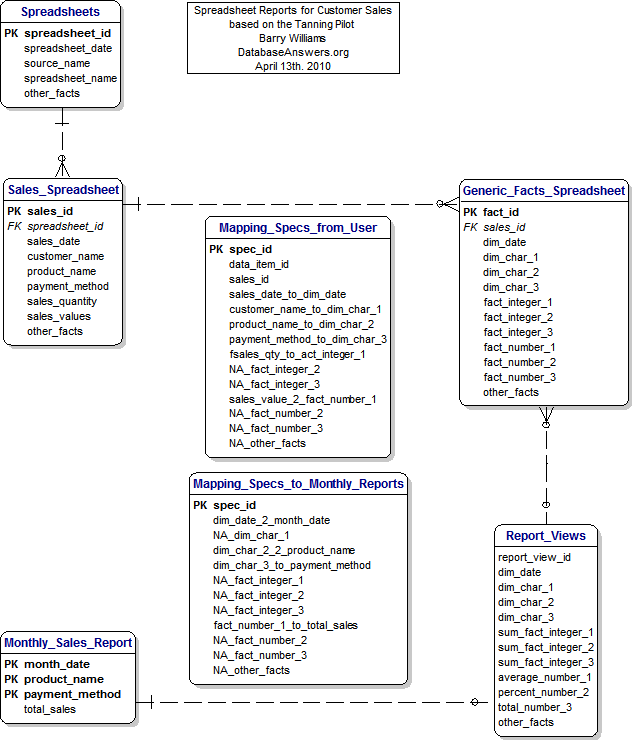 Spreadsheets
PK spreadsheet_id
spreadsheet_date
source_name
spreadsheet_name
other_facts
Spreadsheet Reports for Customer Sales
based on the Tanning Pilot
Barry Williams
DatabaseAnswers.org
April 13th. 2010
Sales_Spreadsheet
PK sales_id
FK spreadsheet_id
sales_date
customer_name
product_name
payment_method
sales_quantity
sales_values
other_facts
Generic_Facts_Spreadsheet
PK fact_id
FK sales_id
dim_date
dim_char_1
dim_char_2
dim_char_3
fact_integer_1
fact_integer_2
fact_integer_3
fact_number_1
fact_number_2
fact_number_3
other_facts
Mapping_Specs_from_User
PK spec_id
data_item_id
sales_id
sales_date_to_dim_date
customer_name_to_dim_char_1
product_name_to_dim_char_2
payment_method_to_dim_char_3
fsales_qty_to_act_integer_1
NA_fact_integer_2
NA_fact_integer_3
sales_value_2_fact_number_1
NA_fact_number_2
NA_fact_number_3
NA_other_facts
Mapping_Specs_to_Monthly_Reports
PK spec_id
dim_date_2_month_date
NA_dim_char_1
dim_char_2_2_product_name
dim_char_3_to_payment_method
NA_fact_integer_1
NA_fact_integer_2
NA_fact_integer_3
fact_number_1_to_total_sales
NA_fact_number_2
NA_fact_number_3
NA_other_facts
Report_Views
report_view_id
dim_date
dim_char_1
dim_char_2
dim_char_3
sum_fact_integer_1
sum_fact_integer_2
sum_fact_integer_3
average_number_1
percent_number_2
total_number_3
other_facts
Monthly_Sales_Report
PK month_date
PK product_name
PK payment_method
total_sales